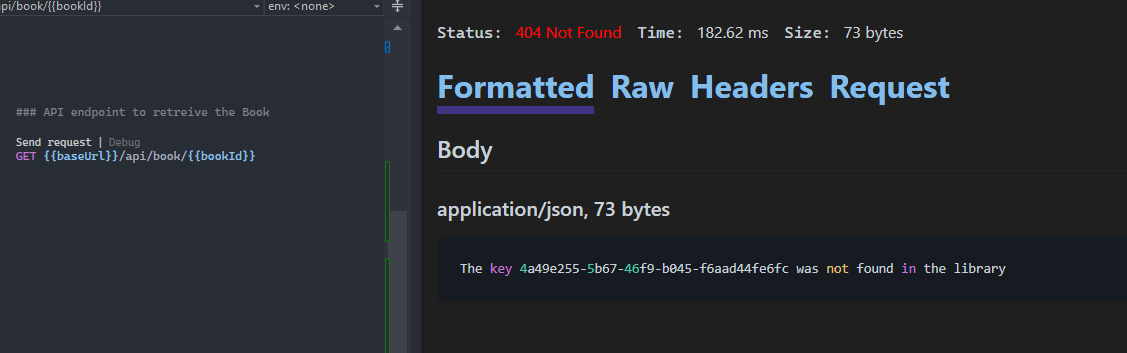 api/book/{{bookId}} env: <none>
### API endpoint to retreive the Book
Send request | Debug
GET {{baseUrl}}/api/book/{{bookId}}
Status: 404 Not Found Time: 182.62 ms Size: 73 bytes
Formatted Raw Headers Request
Body
application/json, 73 bytes
The key 4a49e255-5b67-46f9-b045-f6aad44fe6fc was not found in the library